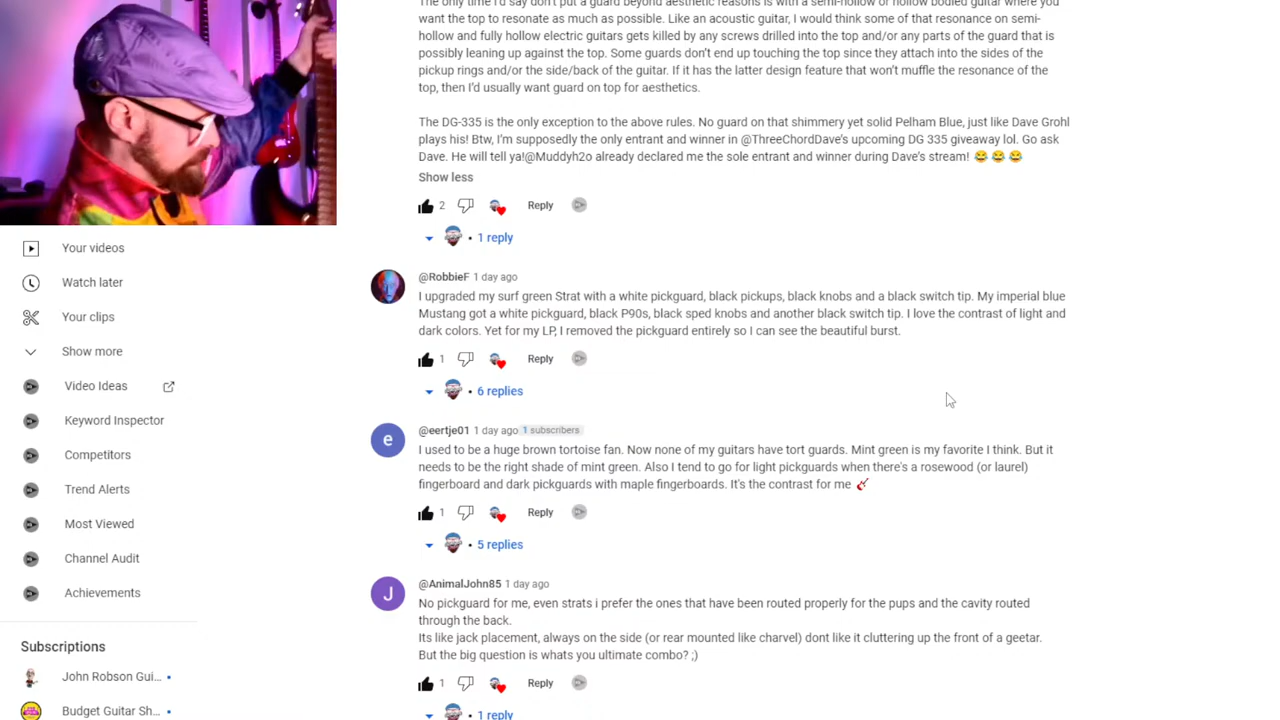 The only time I'd say don't put a guard beyond aesthetic reasons is with a semi-hollow or hollow bodied guitar where you
want the top to resonate as much as possible. Like an acoustic guitar, I would think some of that resonance on semi-
hollow and fully hollow electric guitars gets killed by any screws drilled into the top and/or any parts of the guard that is
possibly leaning up against the top. Some guards don't end up touching the top since they attach into the sides of the
pickup rings and/or the side/back of the guitar. If it has the latter design feature that won't muffle the resonance of the
top, then I'd usually want guard on top for aesthetics.
The DG-335 is the only exception to the above rules. No guard on that shimmery yet solid Pelham Blue, just like Dave Grohl
plays his! Btw, I'm supposedly the only entrant and winner in @ThreeChordDave's upcoming DG 335 giveaway lol. Go ask
Dave. He will tell ya!@Muddyh2o already declared me the sole entrant and winner during Dave's stream! 😂 😂 😂
Show less
2 Reply
1 reply
@RobbieF 1 day ago
I upgraded my surf green Strat with a white pickguard, black pickups, black knobs and a black switch tip. My imperial blue
Mustang got a white pickguard, black P90s, black sped knobs and another black switch tip. I love the contrast of light and
dark colors. Yet for my LP, I removed the pickguard entirely so I can see the beautiful burst.
1 Reply
6 replies
e
@eertje01 1 day ago 1 subscribers
I used to be a huge brown tortoise fan. Now none of my guitars have tort guards. Mint green is my favorite I think. But it
needs to be the right shade of mint green. Also I tend to go for light pickguards when there's a rosewood (or laurel)
fingerboard and dark pickguards with maple fingerboards. It's the contrast for me 🎸
1 Reply
5 replies
J
@AnimalJohn85 1 day ago
No pickguard for me, even strats i prefer the ones that have been routed properly for the pups and the cavity routed
through the back.
Its like jack placement, always on the side (or rear mounted like charvel) dont like it cluttering up the front of a geetar.
But the big question is whats you ultimate combo? ;)
1 Reply
1 reply
Your videos
Watch later
Your clips
Show more
Video Ideas
Keyword Inspector
Competitors
Trend Alerts
Most Viewed
Channel Audit
Achievements
Subscriptions
John Robson Gui...
Budget Guitar Sh...